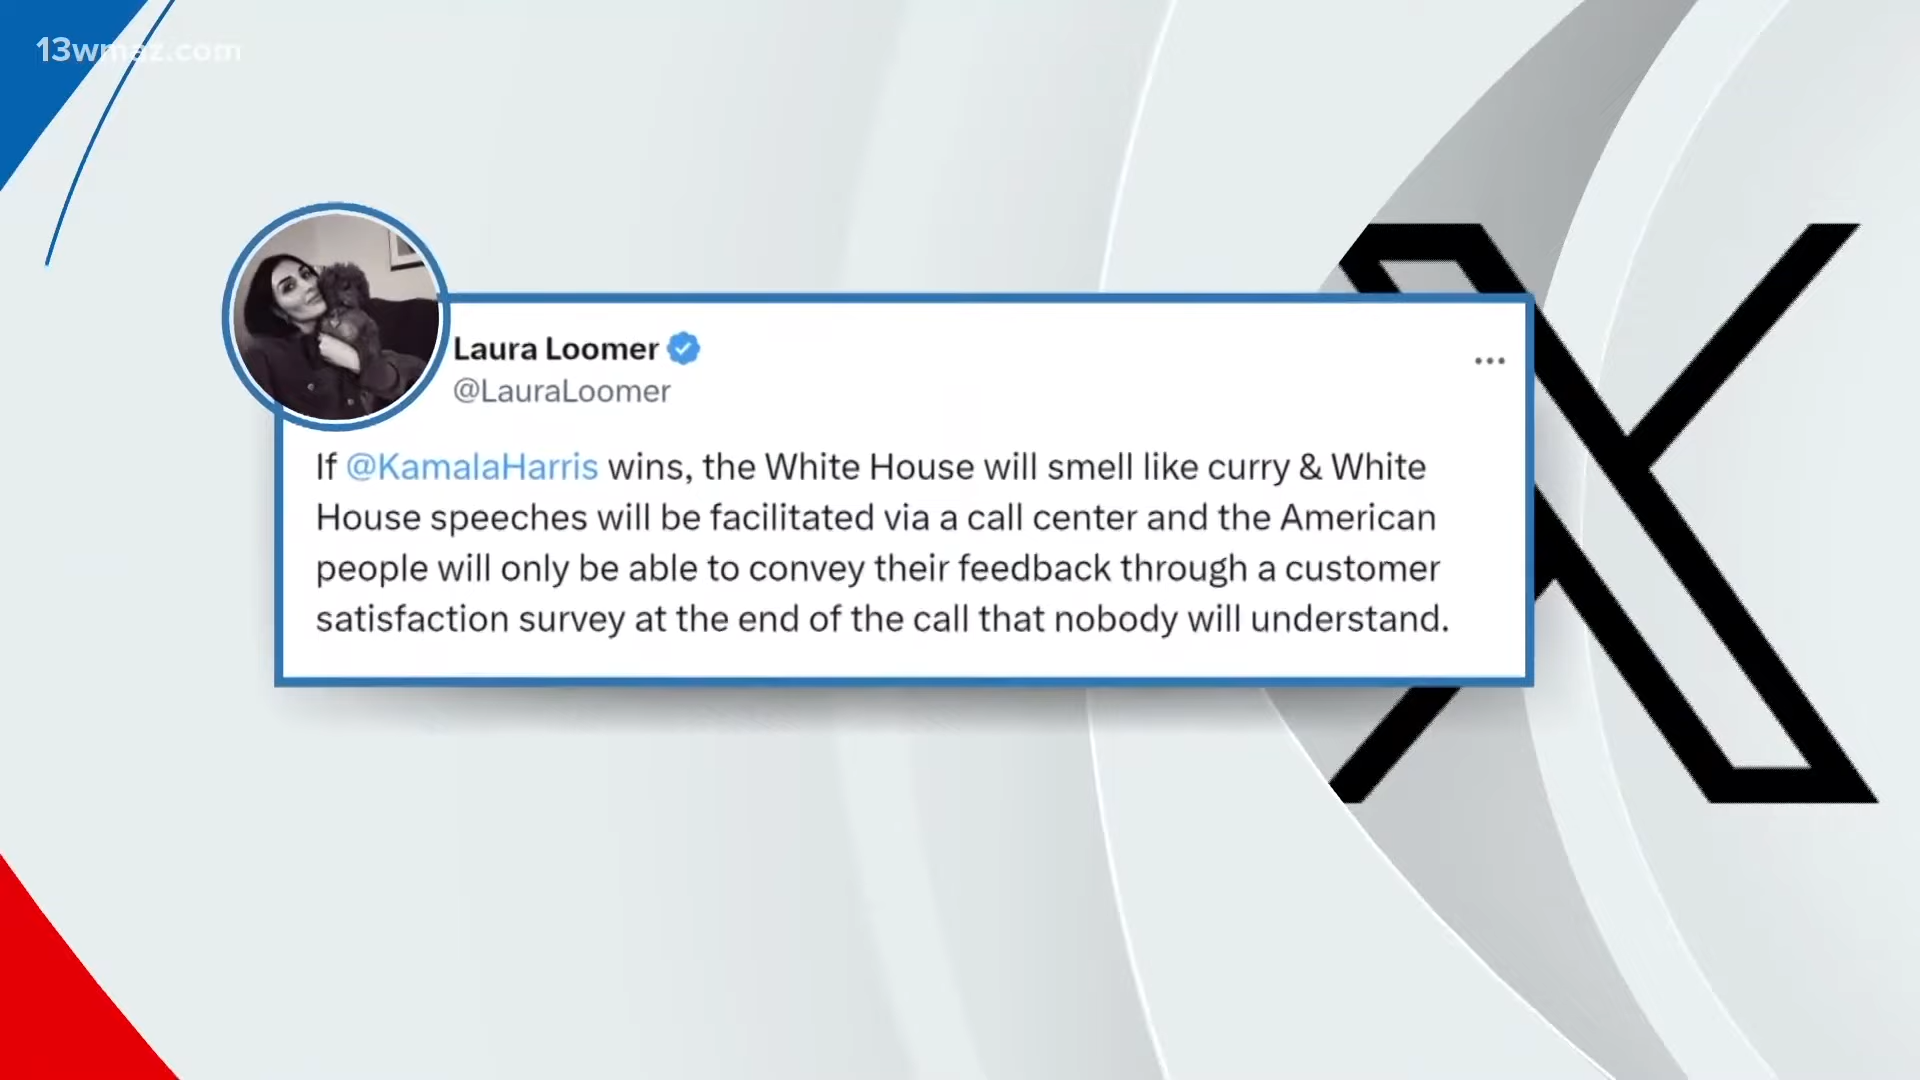 13wmaz.com
Laura Loomer
@LauraLoomer
If @KamalaHarris wins, the White House will smell like curry & White
House speeches will be facilitated via a call center and the American
people will only be able to convey their feedback through a customer
satisfaction survey at the end of the call that nobody will understand.